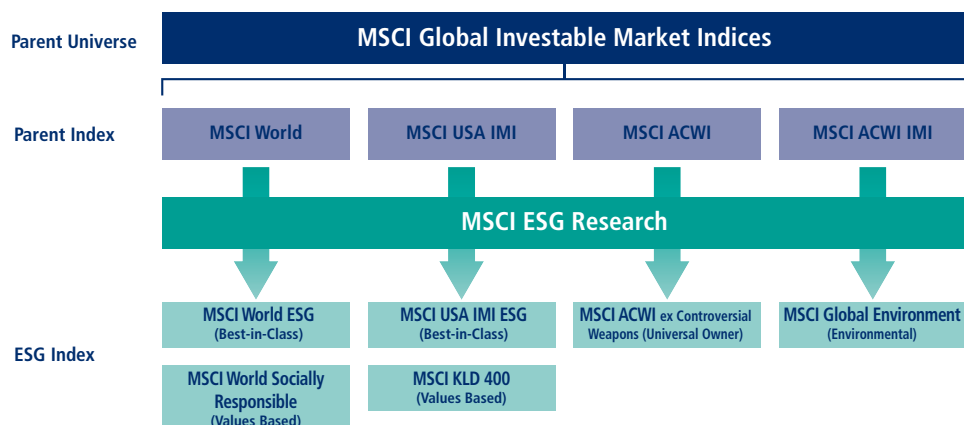 Parent Universe
MSCI Global Investable Market Indices
Parent Index
MSCI World
MSCI USA IMI
MSCI ACWI
MSCI ACWI IMI
MSCI ESG Research
ESG Index
MSCI World ESG
(Best-in-Class)
MSCI USA IMI ESG
(Best-in-Class)
MSCI ACWI ex Controversial
Weapons (Universal Owner)
MSCI Global Environment
(Environmental)
MSCI World Socially
Responsible
(Values Based)
MSCI KLD 400
(Values Based)